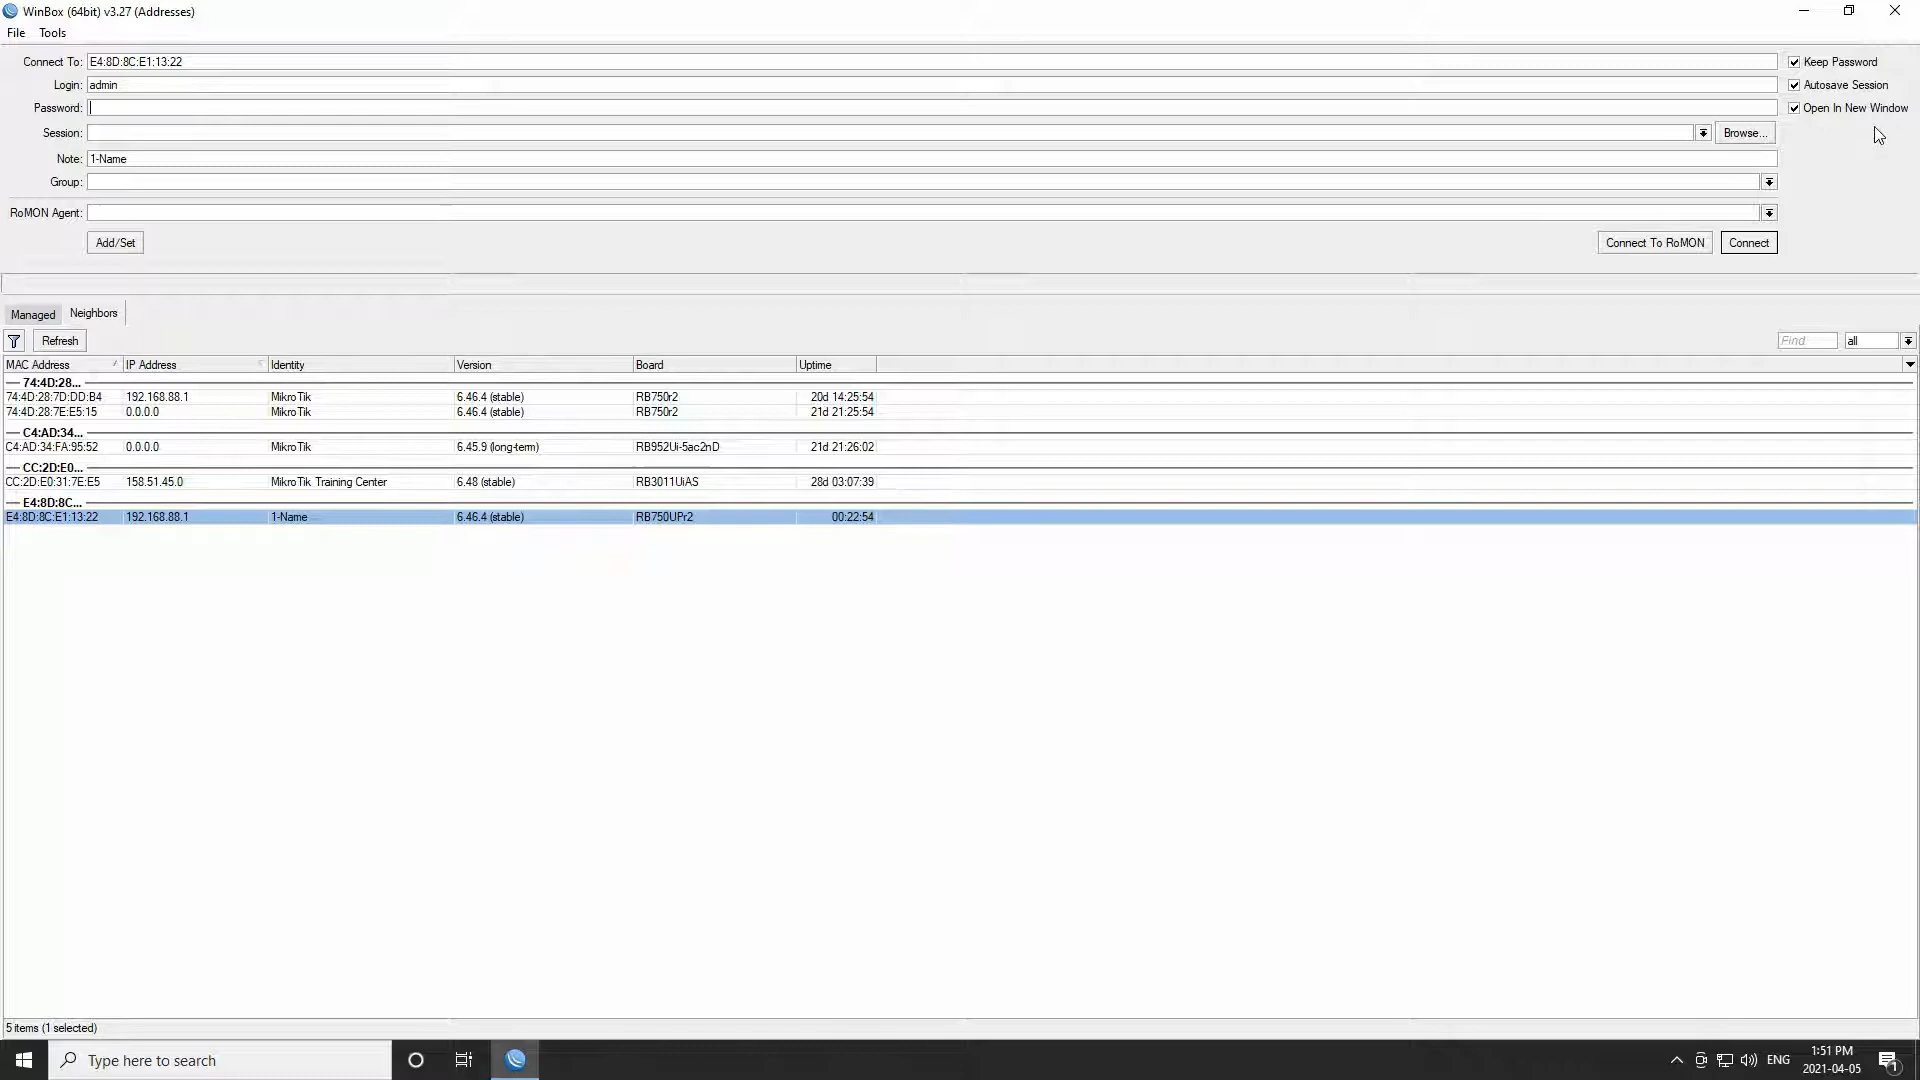 WinBox (64bit) v3.27 (Addresses)
File Tools
Connect To: E4:8D:8C:E1:13:22
Keep Password
Login: admin
Autosave Session
Password:
Open In New Window
Session:
Browse...
Note: 1-Name
Group:
RoMON Agent:
Add/Set
Connect To RoMON
Connect
Managed
Neighbors
Refresh
Find
all
MAC Address IP Address Identity Version Board Uptime
74:4D:28...
74:4D:28:7D:DD:B4 192.168.88.1 MikroTik 6.46.4 (stable) RB750r2 20d 14:25:54
74:4D:28:7E:E5:15 0.0.0.0 MikroTik 6.46.4 (stable) RB750r2 21d 21:25:54
C4:AD:34...
C4:AD:34:FA:95:52 0.0.0.0 MikroTik 6.45.9 (long-term) RB952Ui-5ac2nD 21d 21:26:02
CC:2D:E0...
CC:2D:E0:31:7E:E5 158.51.45.0 MikroTik Training Center 6.48 (stable) RB3011UiAS 28d 03:07:39
E4:8D:8C...
E4:8D:8C:E1:13:22 192.168.88.1 1-Name 6.46.4 (stable) RB750UPr2 00:22:54
5 items (1 selected)
Type here to search
ENG
1:51 PM
2021-04-05
1